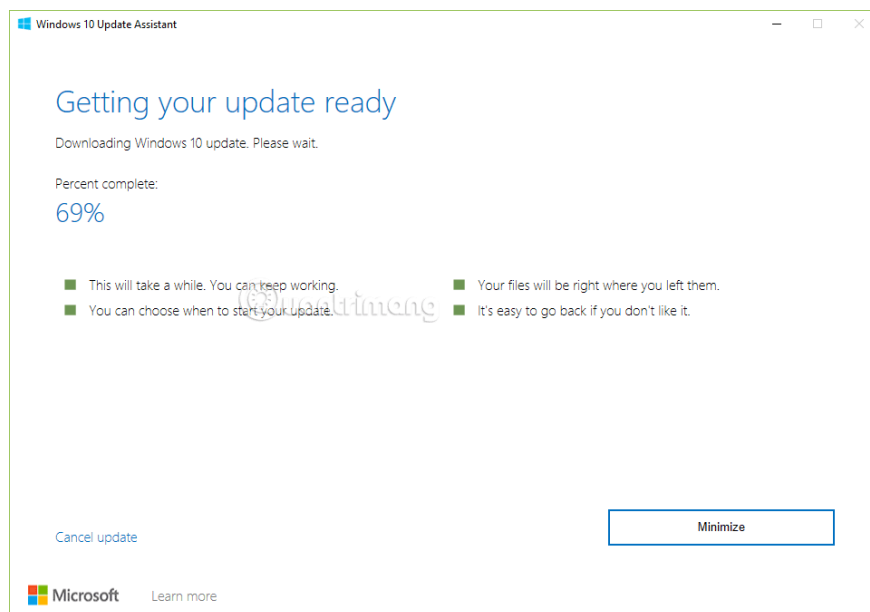 Windows 10 Update Assistant
Getting your update ready
Downloading Windows 10 update. Please wait.
Percent complete:
69%
This will take a while. You can keep working.
You can choose when to start your update.
Your files will be right where you left them.
It's easy to go back if you don't like it.
Quantrimang
Minimize
Cancel update
Microsoft
Learn more